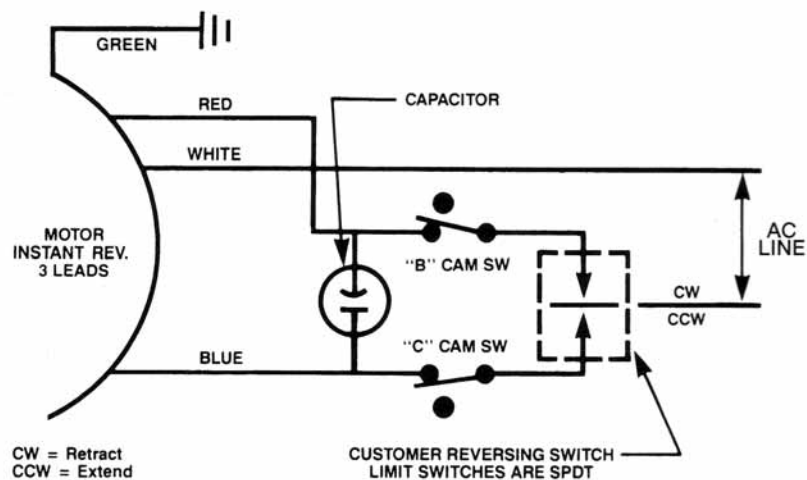 GREEN
RED
CAPACITOR
WHITE
MOTOR
INSTANT REV.
3 LEADS
AC
LINE
"B" CAM SW
CW
CCW
"C" CAM SW
BLUE
CW = Retract
CCW = Extend
CUSTOMER REVERSING SWITCH
LIMIT SWITCHES ARE SPDT